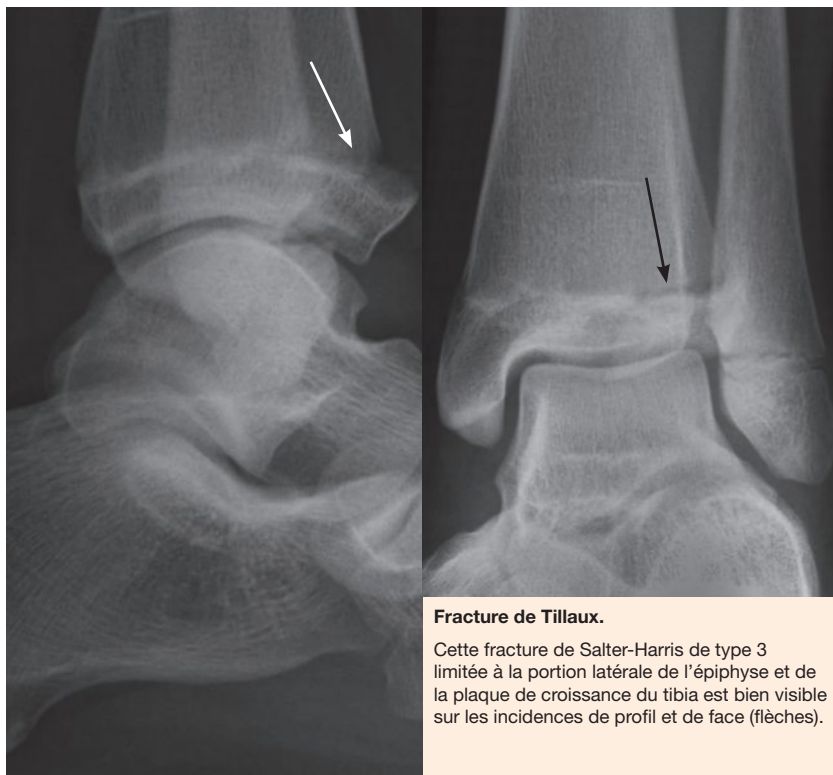 Fracture de Tillaux.
Cette fracture de Salter-Harris de type 3
limitée à la portion latérale de l’épiphyse et de
la plaque de croissance du tibia est bien visible
sur les incidences de profil et de face (flèches).